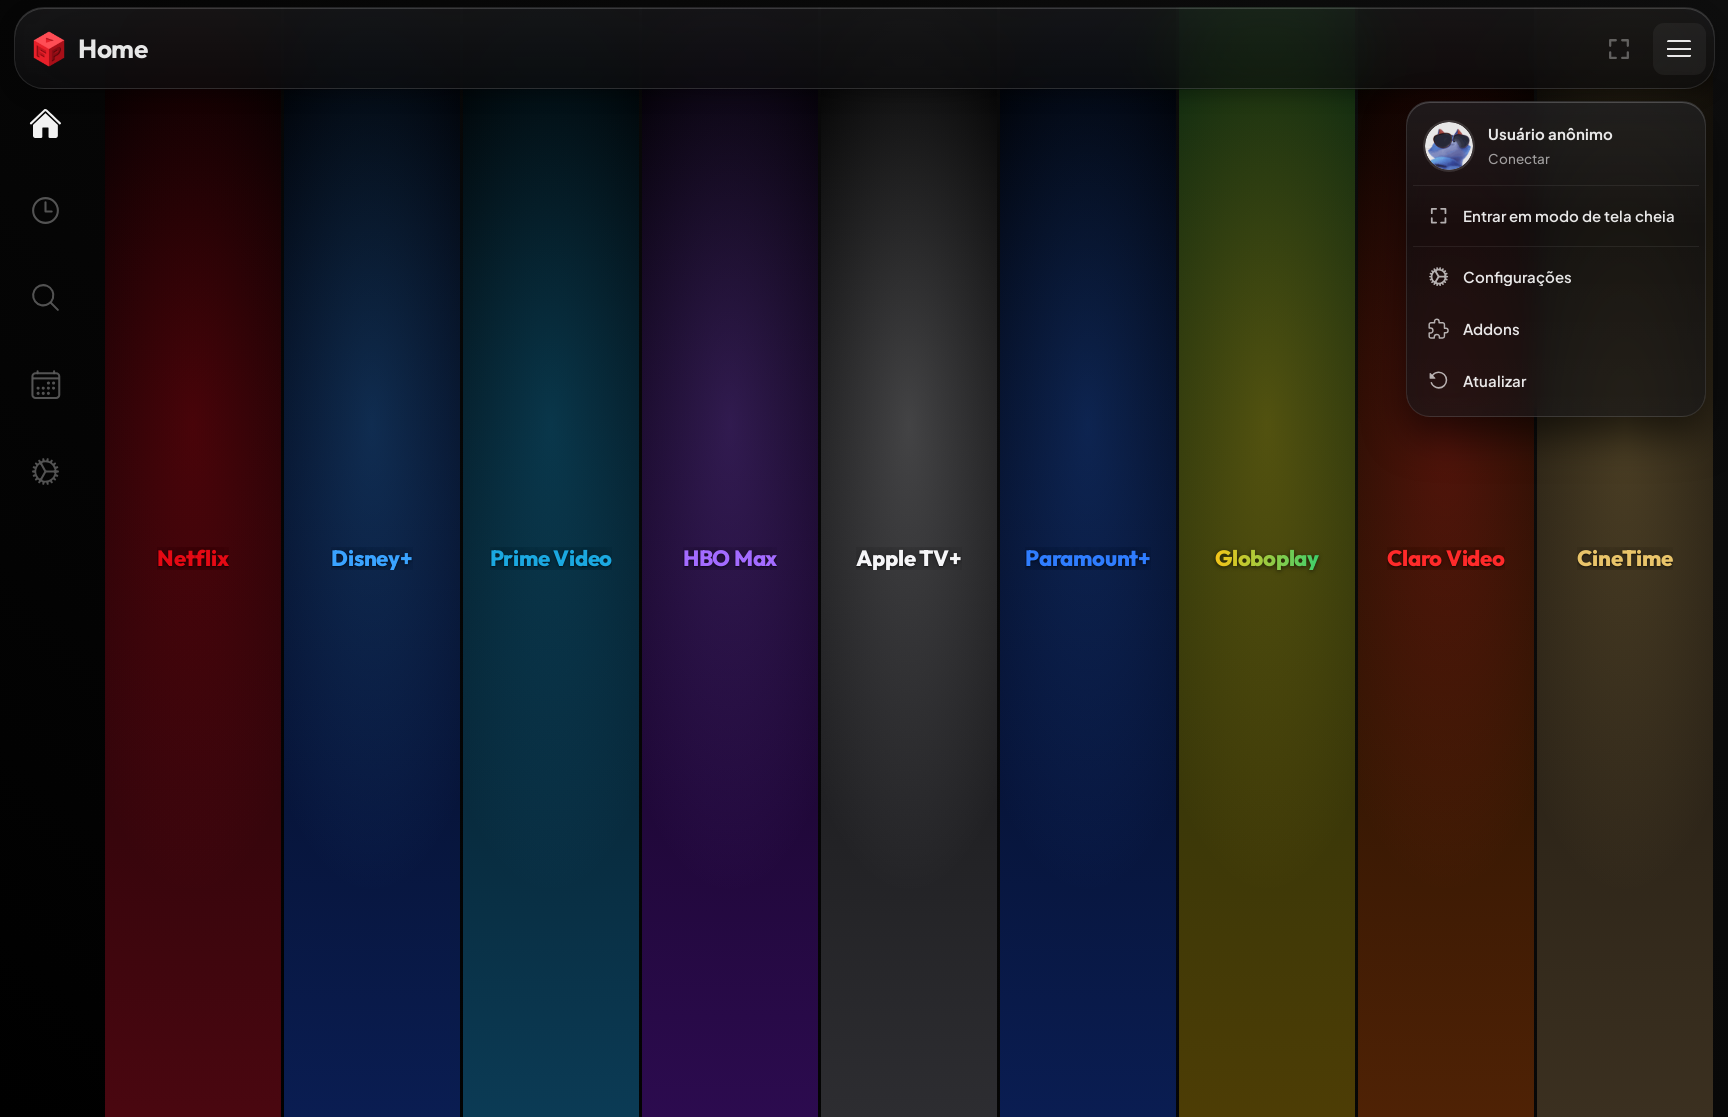 Home
Usuário anônimo
Conectar
Entrar em modo de tela cheia
Configurações
Addons
Atualizar
Netflix
Disney+
Prime Video
HBO Max
Apple TV+
Paramount+
Globoplay
Claro Video
CineTime